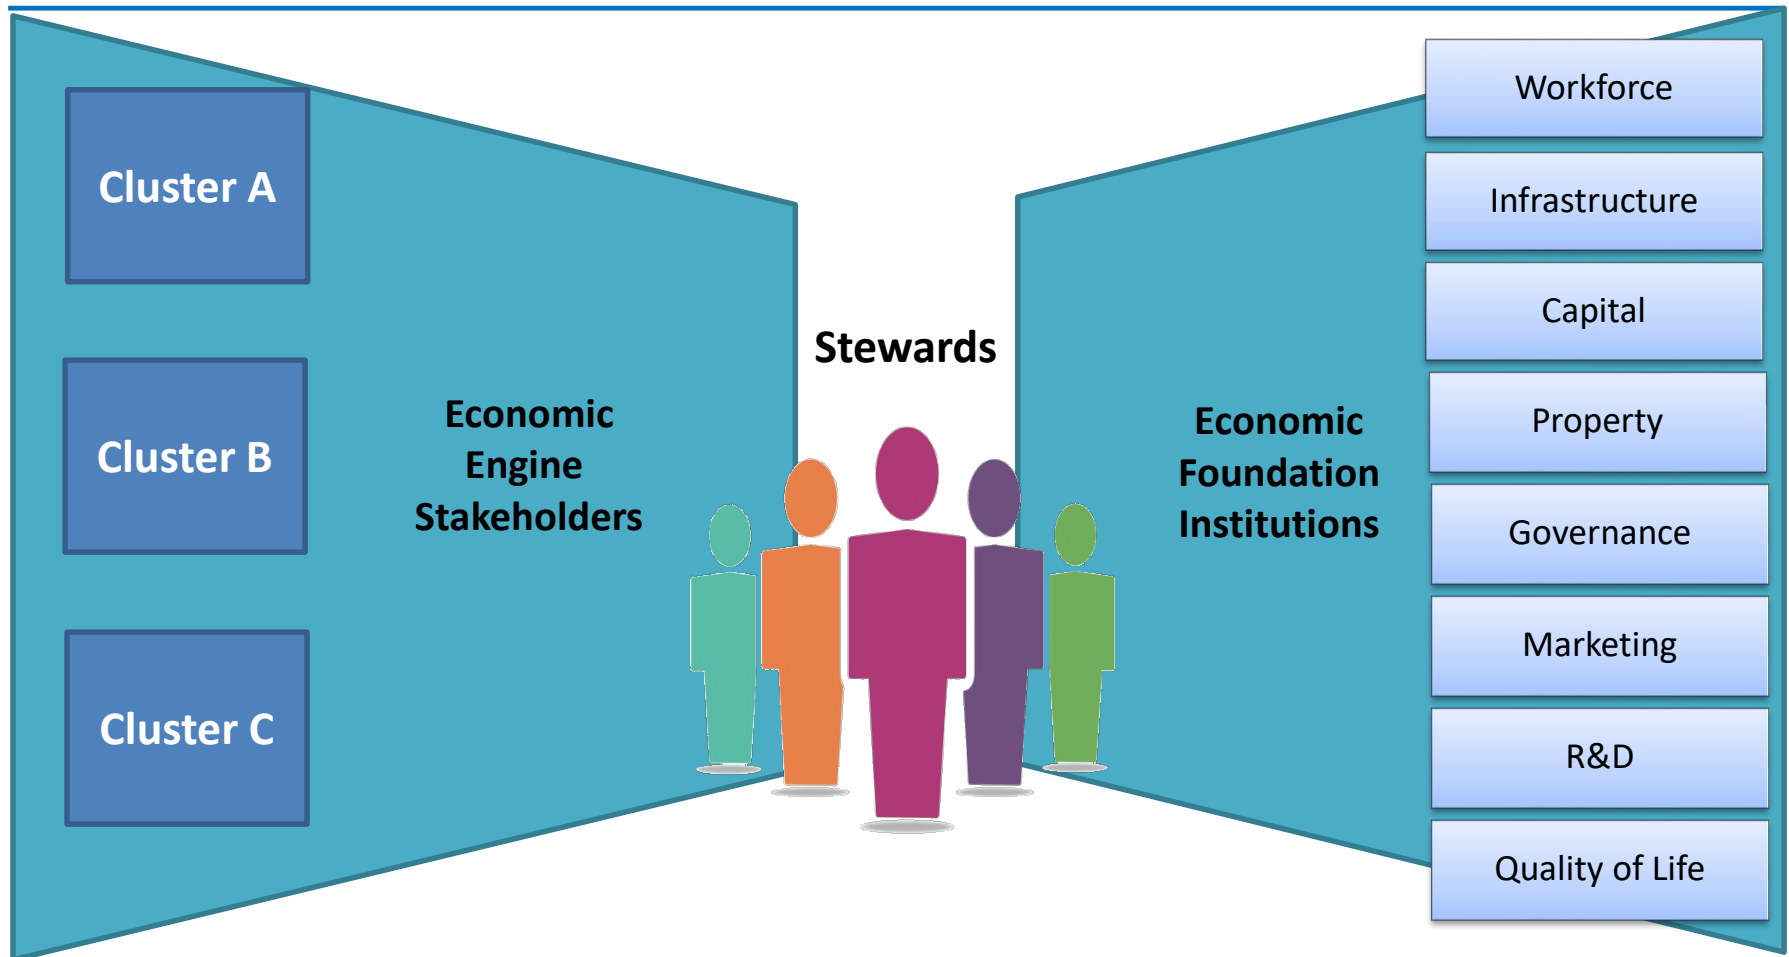 Cluster A
Cluster B
Cluster C
Economic
Engine
Stakeholders
Stewards
Economic
Foundation
Institutions
Workforce
Infrastructure
Capital
Property
Governance
Marketing
R&D
Quality of Life